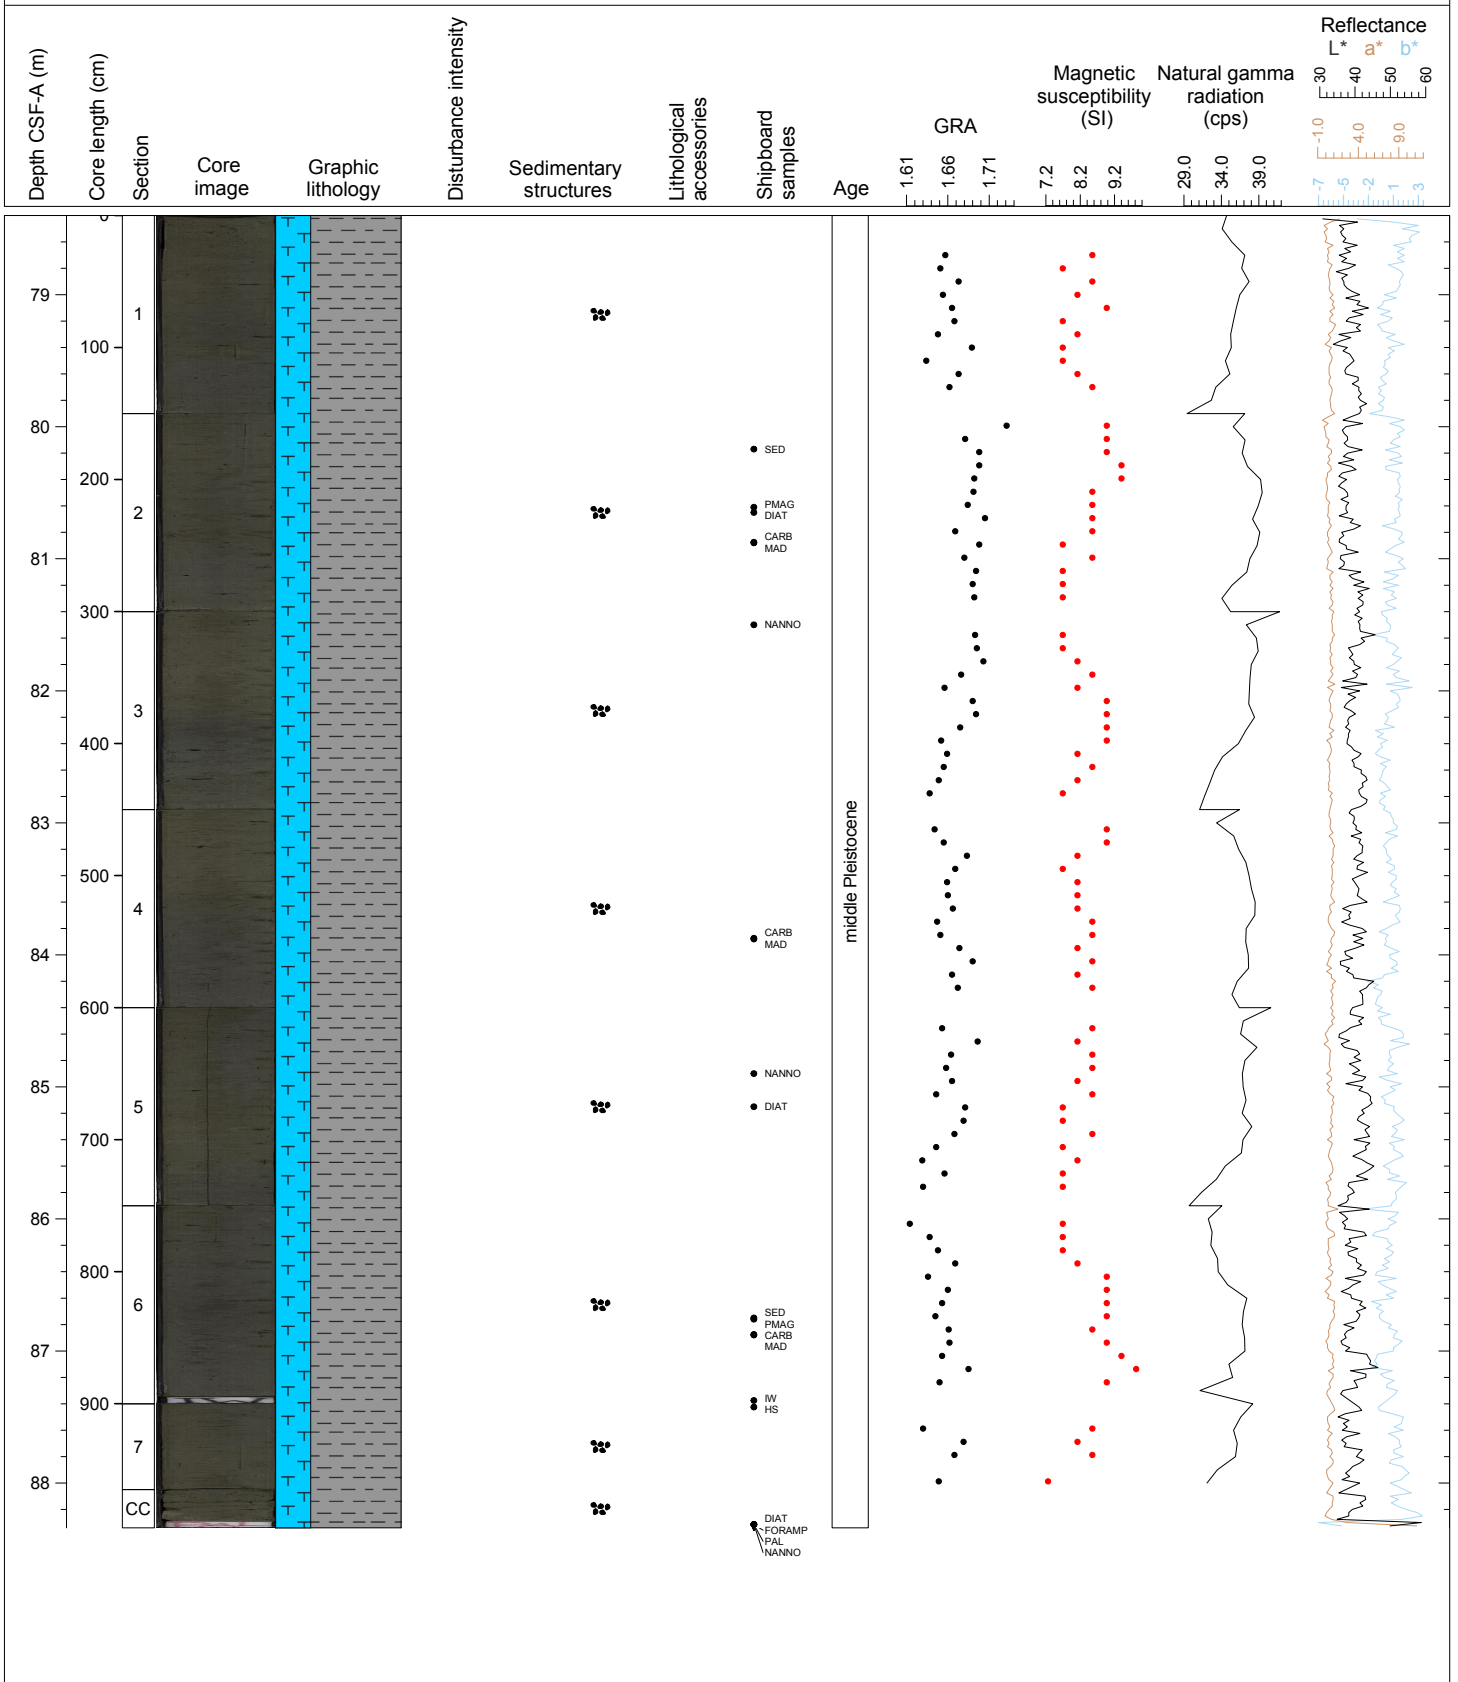 Depth CSF-A (m)
Core length (cm)
Section
Core
image
Graphic
lithology
Disturbance intensity
Sedimentary
structures
Lithological
accessories
Shipboard
samples
Age
GRA
1.61
1.66
1.71
Magnetic
susceptibility
(SI)
7.2
8.2
9.2
Natural gamma
radiation
(cps)
29.0
34.0
39.0
Reflectance
L* a* b*
30
40
50
60
-1.0
4.0
9.0
-7
-5
-2
1
3
0
79
1
100
80
SED
200
2
PMAG
DIAT
CARB
MAD
81
300
NANNO
82
3
400
83
middle Pleistocene
500
4
CARB
MAD
84
600
NANNO
85
5
DIAT
700
86
800
6
SED
PMAG
CARB
MAD
87
IW
HS
900
7
88
CC
DIAT
FORAMP
PAL
NANNO